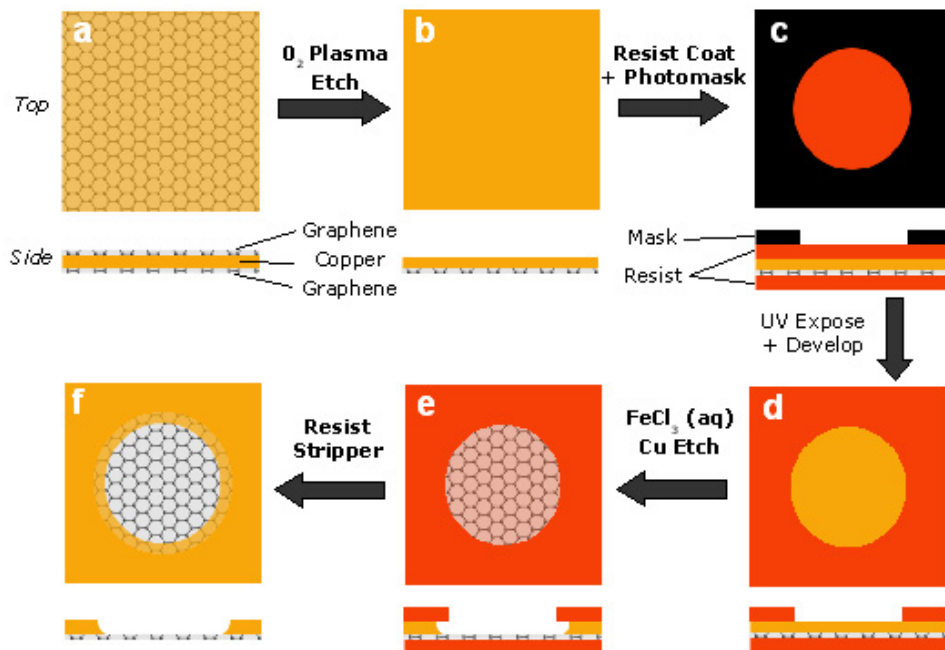 a
O₂ Plasma
Etch
b
Resist Coat
+ Photomask
c
Top
Side
Graphene
Copper
Graphene
Mask
Resist
UV Expose
+ Develop
f
Resist
Stripper
e
FeCl₃ (aq)
Cu Etch
d